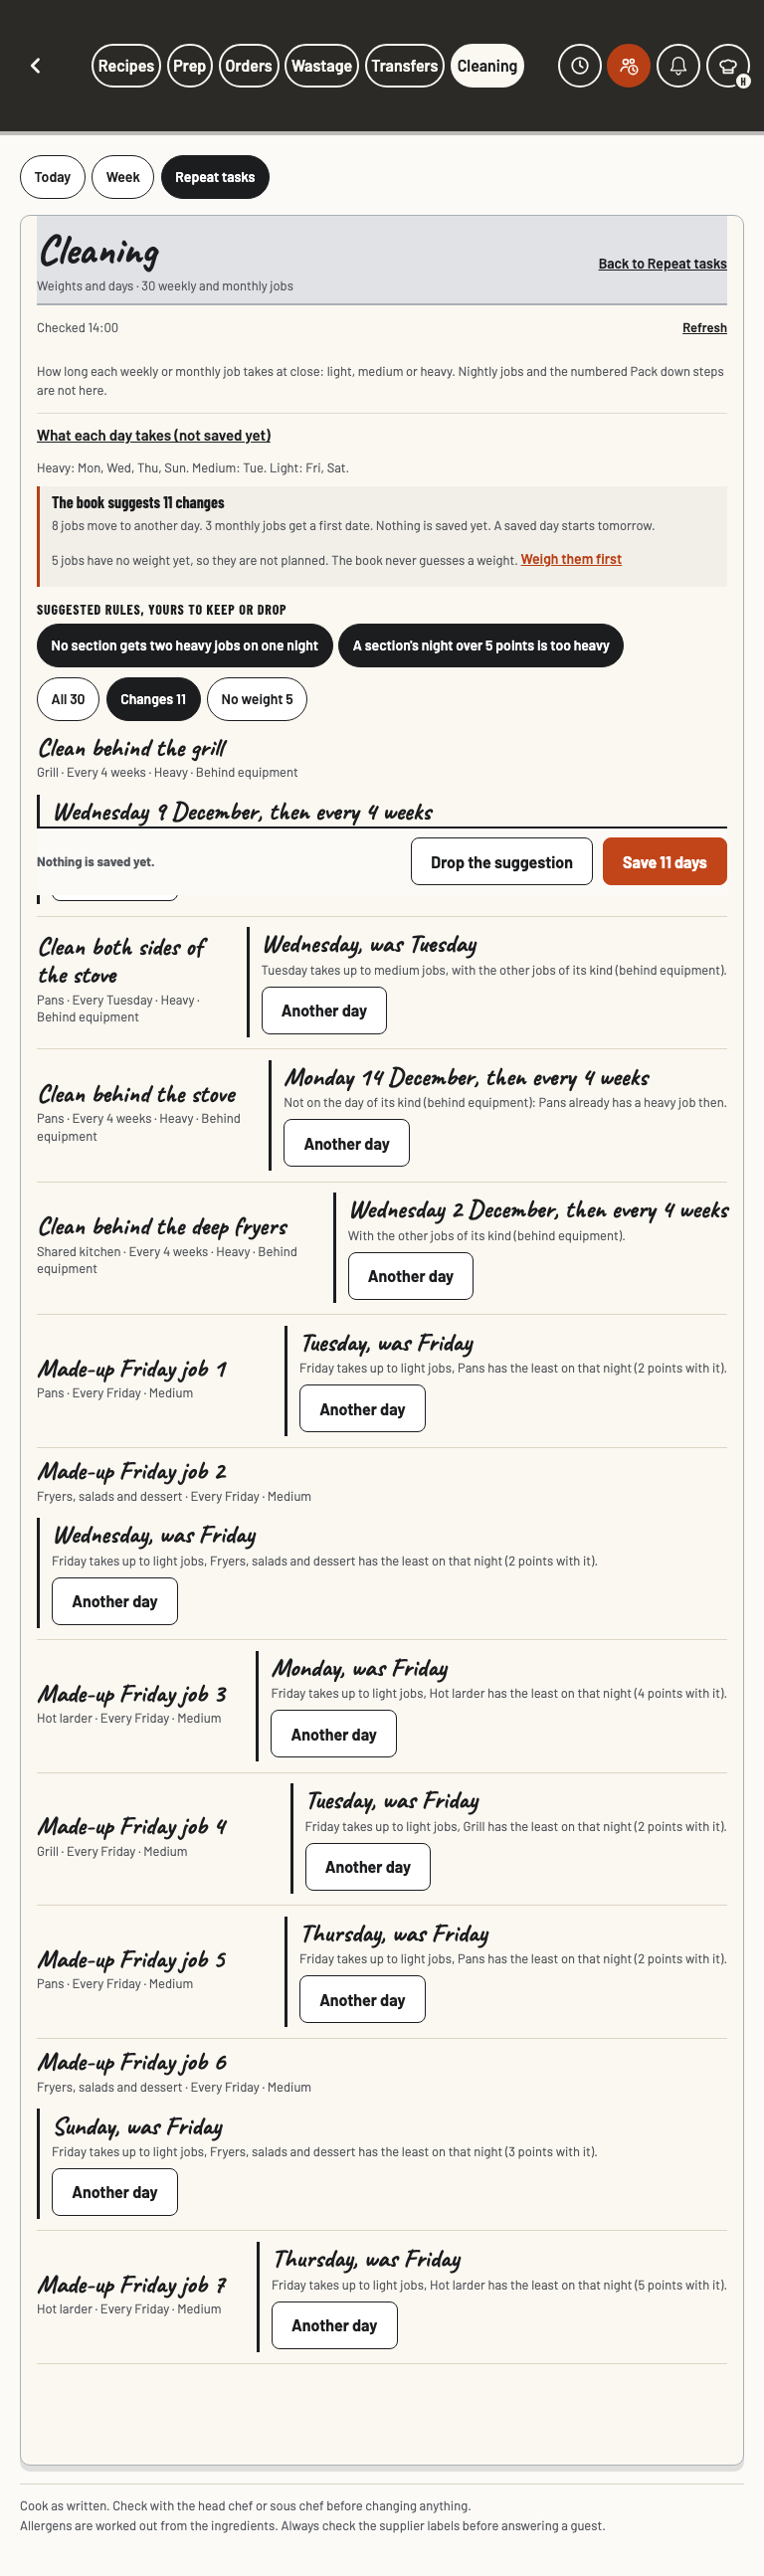 Recipes
Prep
Orders
Wastage
Transfers
Cleaning
H
Today
Week
Repeat tasks
Cleaning
Back to Repeat tasks
Weights and days · 30 weekly and monthly jobs
Checked 14:00
Refresh
How long each weekly or monthly job takes at close: light, medium or heavy. Nightly jobs and the numbered Pack down steps
are not here.
What each day takes (not saved yet)
Heavy: Mon, Wed, Thu, Sun. Medium: Tue. Light: Fri, Sat.
The book suggests 11 changes
8 jobs move to another day. 3 monthly jobs get a first date. Nothing is saved yet. A saved day starts tomorrow.
5 jobs have no weight yet, so they are not planned. The book never guesses a weight. Weigh them first
SUGGESTED RULES, YOURS TO KEEP OR DROP
No section gets two heavy jobs on one night
A section's night over 5 points is too heavy
All 30
Changes 11
No weight 5
Clean behind the grill
Grill · Every 4 weeks · Heavy · Behind equipment
Wednesday 9 December, then every 4 weeks
Nothing is saved yet.
Drop the suggestion
Save 11 days
Clean both sides of
the stove
Pans · Every Tuesday · Heavy ·
Behind equipment
Wednesday, was Tuesday
Tuesday takes up to medium jobs, with the other jobs of its kind (behind equipment).
Another day
Clean behind the stove
Pans · Every 4 weeks · Heavy · Behind
equipment
Monday 14 December, then every 4 weeks
Not on the day of its kind (behind equipment): Pans already has a heavy job then.
Another day
Clean behind the deep fryers
Shared kitchen · Every 4 weeks · Heavy · Behind
equipment
Wednesday 2 December, then every 4 weeks
With the other jobs of its kind (behind equipment).
Another day
Made-up Friday job 1
Pans · Every Friday · Medium
Tuesday, was Friday
Friday takes up to light jobs, Pans has the least on that night (2 points with it).
Another day
Made-up Friday job 2
Fryers, salads and dessert · Every Friday · Medium
Wednesday, was Friday
Friday takes up to light jobs, Fryers, salads and dessert has the least on that night (2 points with it).
Another day
Made-up Friday job 3
Hot larder · Every Friday · Medium
Monday, was Friday
Friday takes up to light jobs, Hot larder has the least on that night (4 points with it).
Another day
Made-up Friday job 4
Grill · Every Friday · Medium
Tuesday, was Friday
Friday takes up to light jobs, Grill has the least on that night (2 points with it).
Another day
Made-up Friday job 5
Pans · Every Friday · Medium
Thursday, was Friday
Friday takes up to light jobs, Pans has the least on that night (2 points with it).
Another day
Made-up Friday job 6
Fryers, salads and dessert · Every Friday · Medium
Sunday, was Friday
Friday takes up to light jobs, Fryers, salads and dessert has the least on that night (3 points with it).
Another day
Made-up Friday job 7
Hot larder · Every Friday · Medium
Thursday, was Friday
Friday takes up to light jobs, Hot larder has the least on that night (5 points with it).
Another day
Cook as written. Check with the head chef or sous chef before changing anything.
Allergens are worked out from the ingredients. Always check the supplier labels before answering a guest.